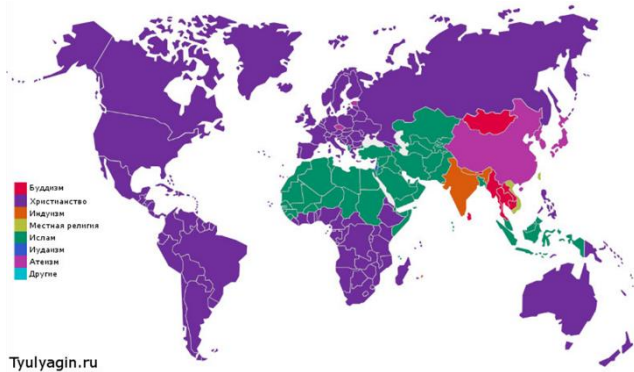 Буддизм
Христианство
Индуизм
Местная религия
Ислам
Иудаизм
Атеизм
Другие
Tyulyagin.ru